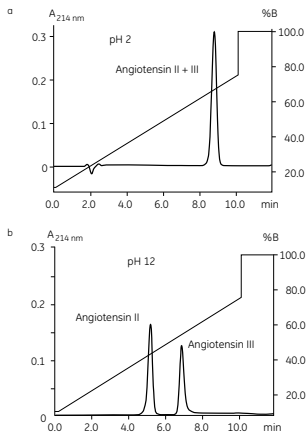 a
A214 nm
%B
pH 2
Angiotensin II + III
0.3
0.2
0.1
0
100.0
80.0
60.0
40.0
20.0
0.0 2.0 4.0 6.0 8.0 10.0 min
b
A214 nm
%B
pH 12
Angiotensin II
Angiotensin III
0.3
0.2
0.1
0
100.0
80.0
60.0
40.0
20.0
0.0 2.0 4.0 6.0 8.0 10.0 min